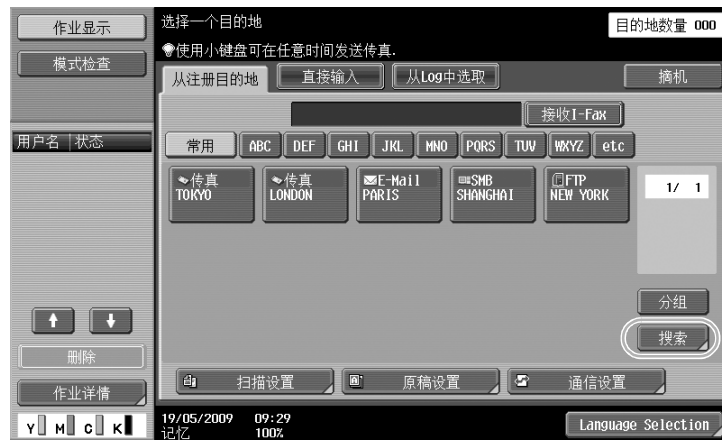 作业显示
模式检查
选择一个目的地
使用小键盘可在任意时间发送传真.
目的地数量 000
从注册目的地
直接输入
从Log中选取
摘机
接收I-Fax
用户名 状态
常用 ABC DEF GHI JKL MNO PQRS TUV WXYZ etc
传真
TOKYO
传真
LONDON
E-Mail
PARIS
SMB
SHANGHAI
FTP
NEW YORK
1/ 1
分组
搜索
删除
作业详情
扫描设置
原稿设置
通信设置
Y M C K
19/05/2009 09:29
记忆 100%
Language Selection